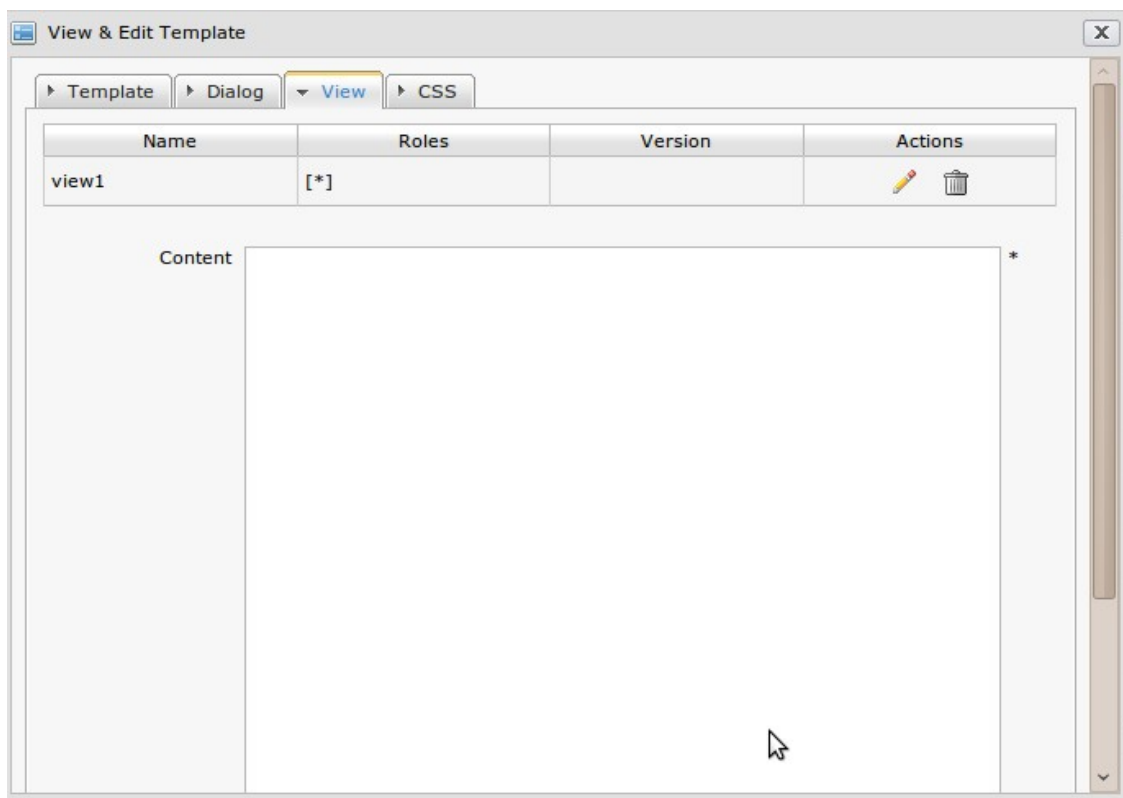 View & Edit Template
Template Dialog View CSS
Name Roles Version Actions
view1 [*]
Content *